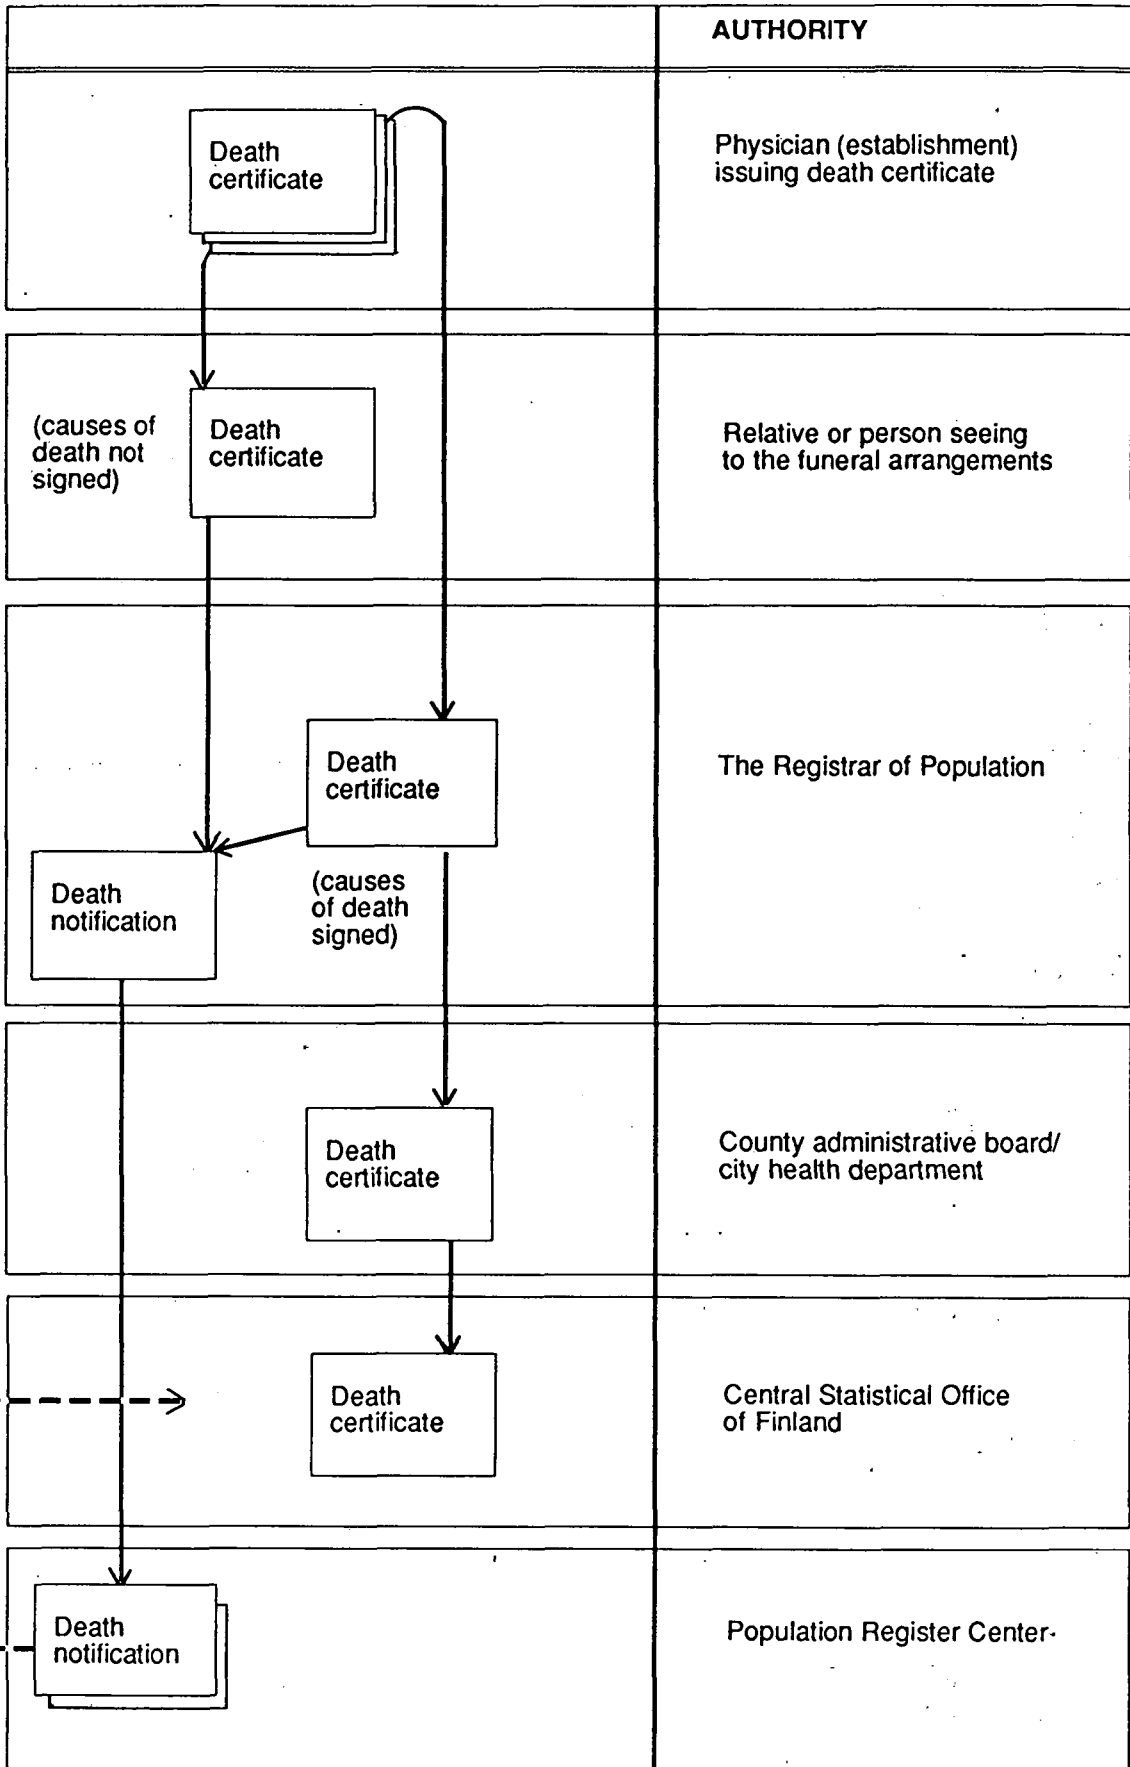 AUTHORITY
Death
certificate
Physician (establishment)
issuing death certificate
(causes of
death not
signed)
Death
certificate
Relative or person seeing
to the funeral arrangements
Death
certificate
The Registrar of Population
Death
notification
(causes
of death
signed)
Death
certificate
County administrative board/
city health department
Death
certificate
Central Statistical Office
of Finland
Death
notification
Population Register Center